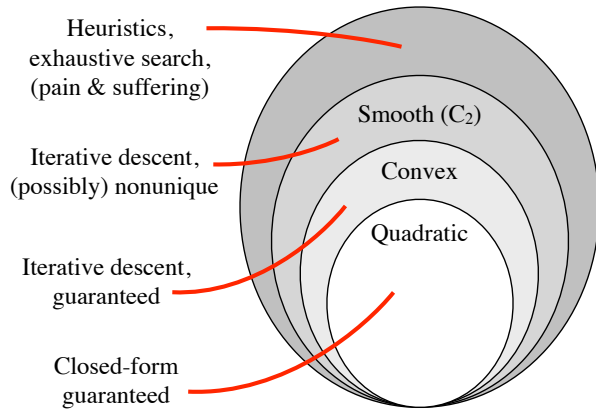 Heuristics,
exhaustive search,
(pain & suffering)
Smooth (C₂)
Iterative descent,
(possibly) nonunique
Convex
Quadratic
Iterative descent,
guaranteed
Closed-form
guaranteed